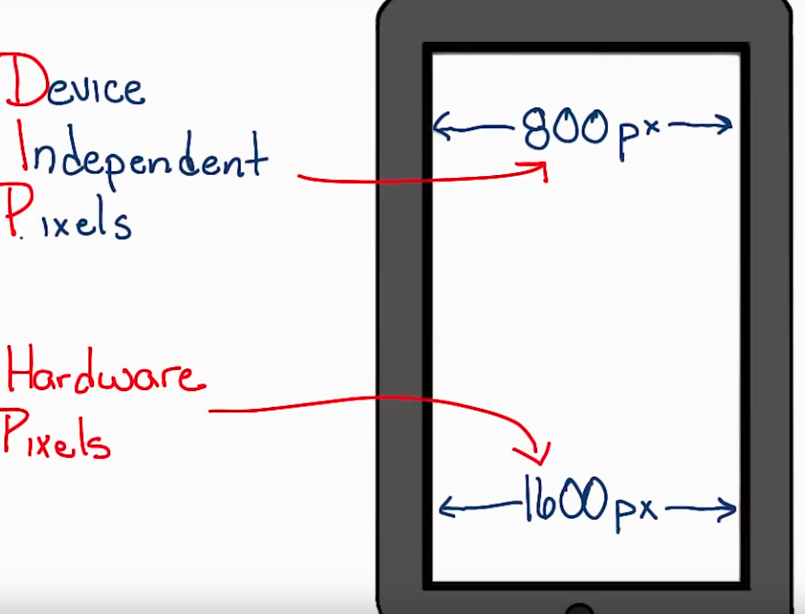 Device
Independent
Pixels
800px
Hardware
Pixels
1600px